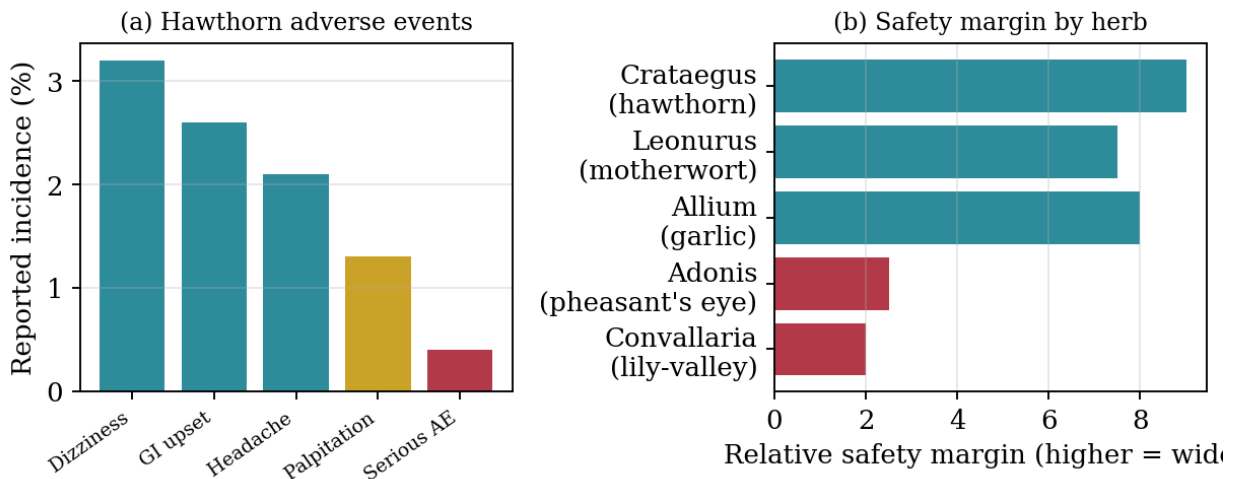 (a) Hawthorn adverse events
Reported incidence (%)
3
2
1
0
Dizziness
GI upset
Headache
Palpitation
Serious AE
(b) Safety margin by herb
Crataegus
(hawthorn)
Leonurus
(motherwort)
Allium
(garlic)
Adonis
(pheasant's eye)
Convallaria
(lily-valley)
0 2 4 6 8
Relative safety margin (higher = wide